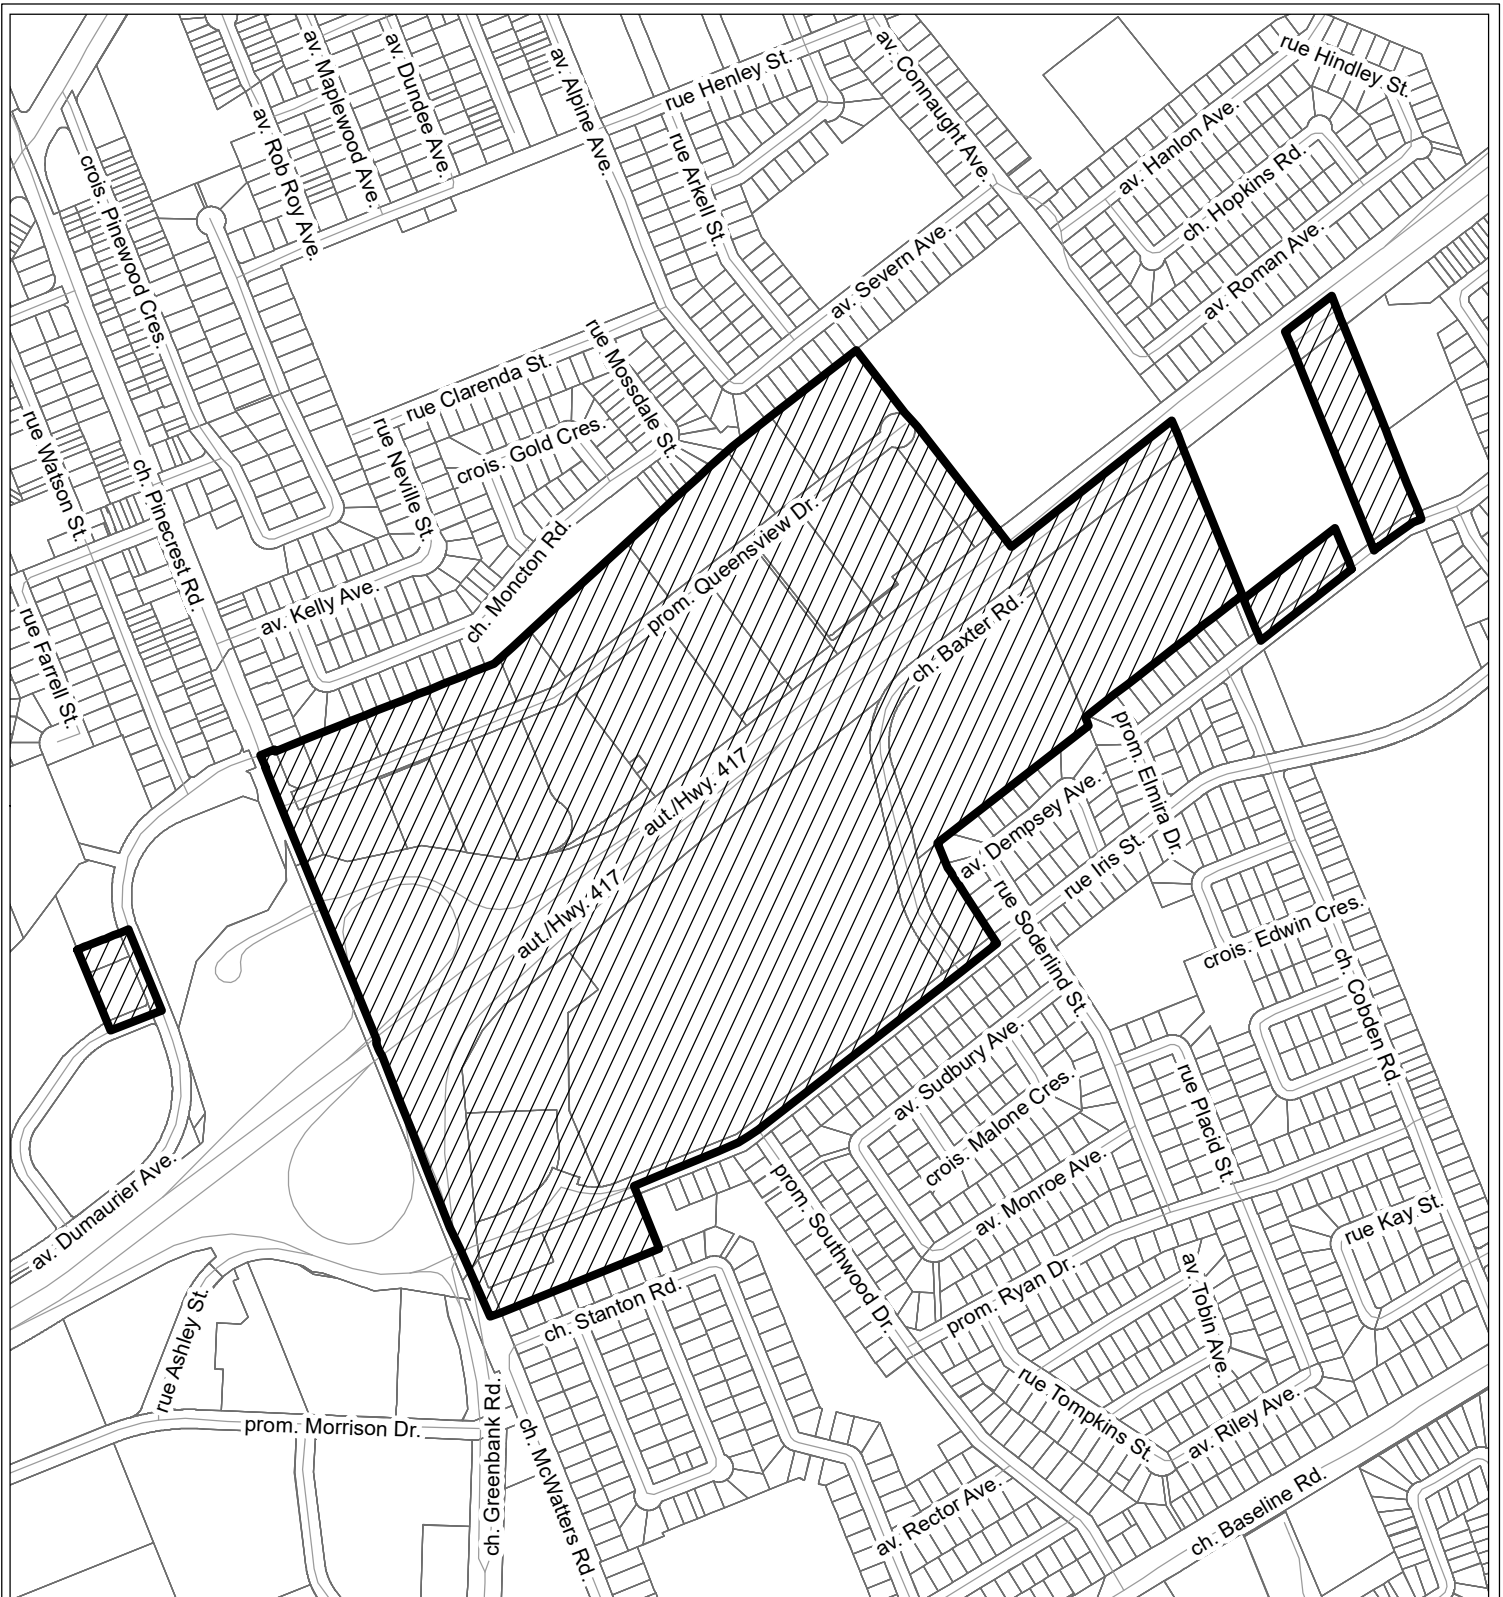 av. Maplewood Ave.
av. Dundee Ave.
av. Alpine Ave.
rue Henley St.
av. Connaught Ave.
rue Hindley St.
av. Rob Roy Ave.
crois. Pinewood Cres.
rue Arkell St.
av. Hanlon Ave.
ch. Hopkins Rd.
av. Severn Ave.
av. Roman Ave.
rue Mossdale St.
rue Clarenda St.
rue Watson St.
ch. Pinecrest Rd.
rue Neville St.
crois. Gold Cres.
prom. Queensview Dr.
ch. Moncton Rd.
av. Kelly Ave.
rue Farrell St.
ch. Baxter Rd.
prom. Elmira Dr.
aut./Hwy. 417
av. Dempsey Ave.
rue Iris St.
aut./Hwy. 417
rue Soderlind St.
crois. Edwin Cres.
ch. Cobden Rd.
av. Sudbury Ave.
crois. Malone Cres.
rue Placid St.
av. Dumaurier Ave.
av. Monroe Ave.
prom. Southwood Dr.
rue Kay St.
prom. Ryan Dr.
av. Tobin Ave.
ch. Stanton Rd.
rue Ashley St.
rue Tompkins St.
av. Riley Ave.
prom. Morrison Dr.
ch. Greenbank Rd.
ch. McWatters Rd.
av. Rector Ave.
ch. Baseline Rd.